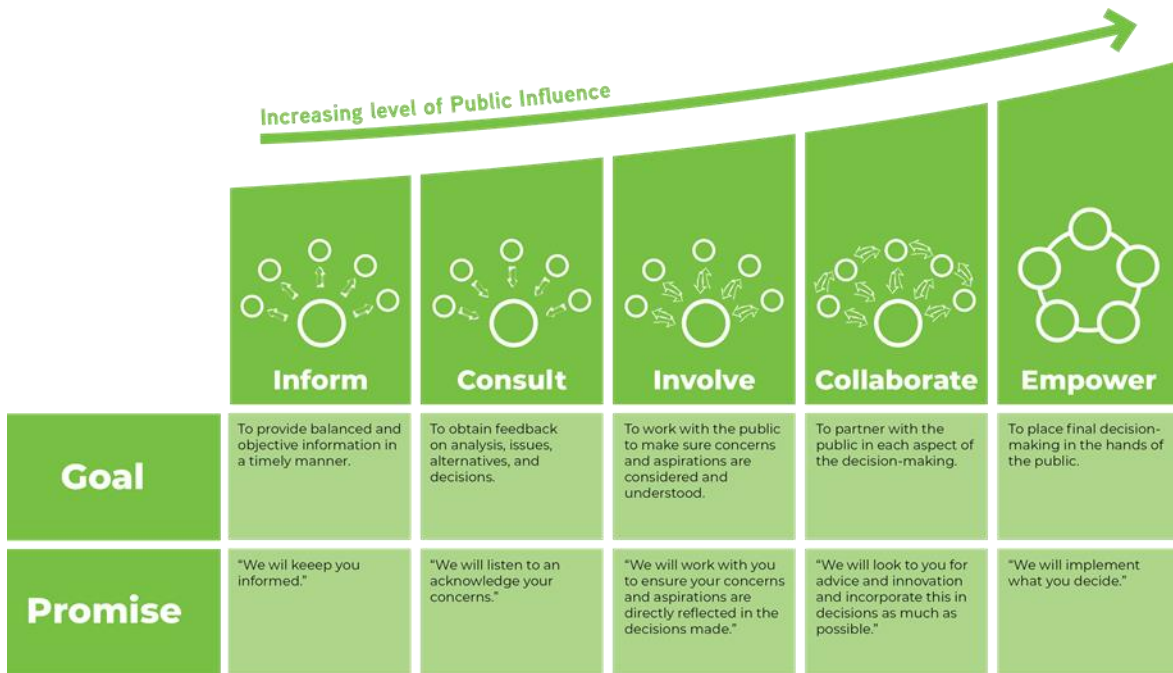 Increasing level of Public Influence
Inform
Consult
Involve
Collaborate
Empower
Goal
To provide balanced and
objective information in
a timely manner.
To obtain feedback
on analysis, issues,
alternatives, and
decisions.
To work with the public
to make sure concerns
and aspirations are
considered and
understood.
To partner with the
public in each aspect of
the decision-making.
To place final decision-
making in the hands of
the public.
Promise
“We wil keeep you
informed.”
“We will listen to an
acknowledge your
concerns.”
“We will work with you
to ensure your concerns
and aspirations are
directly reflected in the
decisions made.”
“We will look to you for
advice and innovation
and incorporate this in
decisions as much as
possible.”
“We will implement
what you decide.”